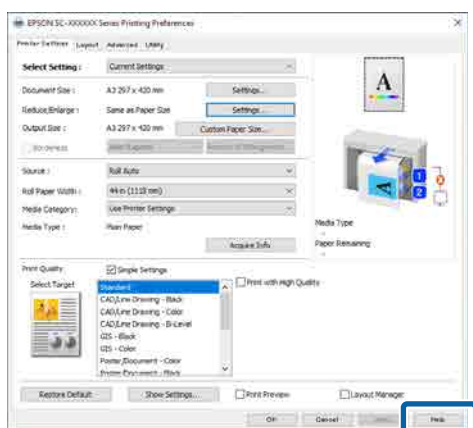 EPSON SC-XXXXXX Series Printing Preferences
Printer Settings Layout Advanced Utility
Select Setting : Current Settings
Document Size : A3 297 x 420 mm Settings...
Reduce/Enlarge : Same as Paper Size Settings...
Output Size : A3 297 x 420 mm Custom Paper Size...
Borderless
Source : Roll Auto
Roll Paper Width : 44 in (1118 mm)
Media Category: Use Printer Settings
Media Type : Plain Paper
Acquire Info
A
A
1
2
Media Type
-
Paper Remaining
-
Print Quality Simple Settings
Select Target
Standard
CAD/Line Drawing - Black
CAD/Line Drawing - Color
CAD/Line Drawing - Bi-Level
GIS - Black
GIS - Color
Poster/Document - Color
Poster/Document - Black
Print with High Quality
Restore Default Show Settings... Print Preview Layout Manager
OK Cancel Help